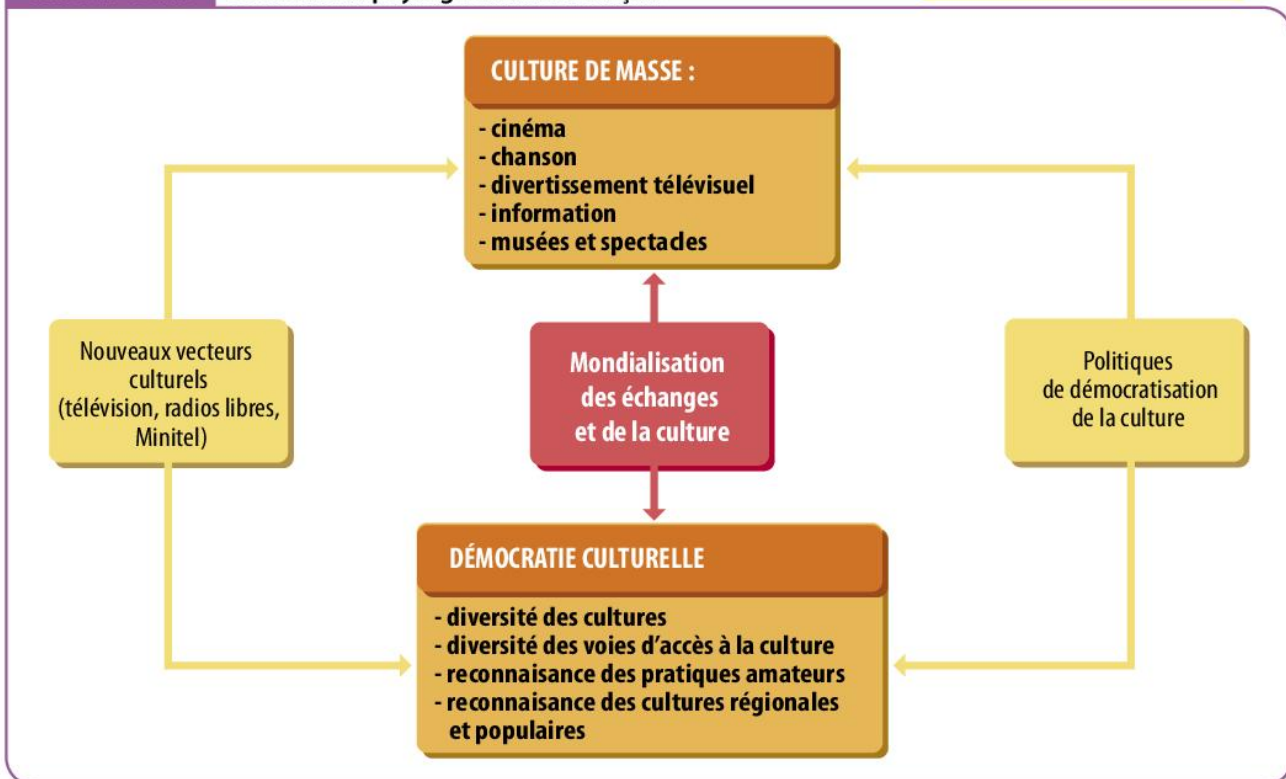 CULTURE DE MASSE :
- cinéma
- chanson
- divertissement télévisuel
- information
- musées et spectacles
Nouveaux vecteurs
culturels
(télévision, radios libres,
Minitel)
Mondialisation
des échanges
et de la culture
Politiques
de démocratisation
de la culture
DÉMOCRATIE CULTURELLE
- diversité des cultures
- diversité des voies d'accès à la culture
- reconnaisance des pratiques amateurs
- reconnaisance des cultures régionales
et populaires